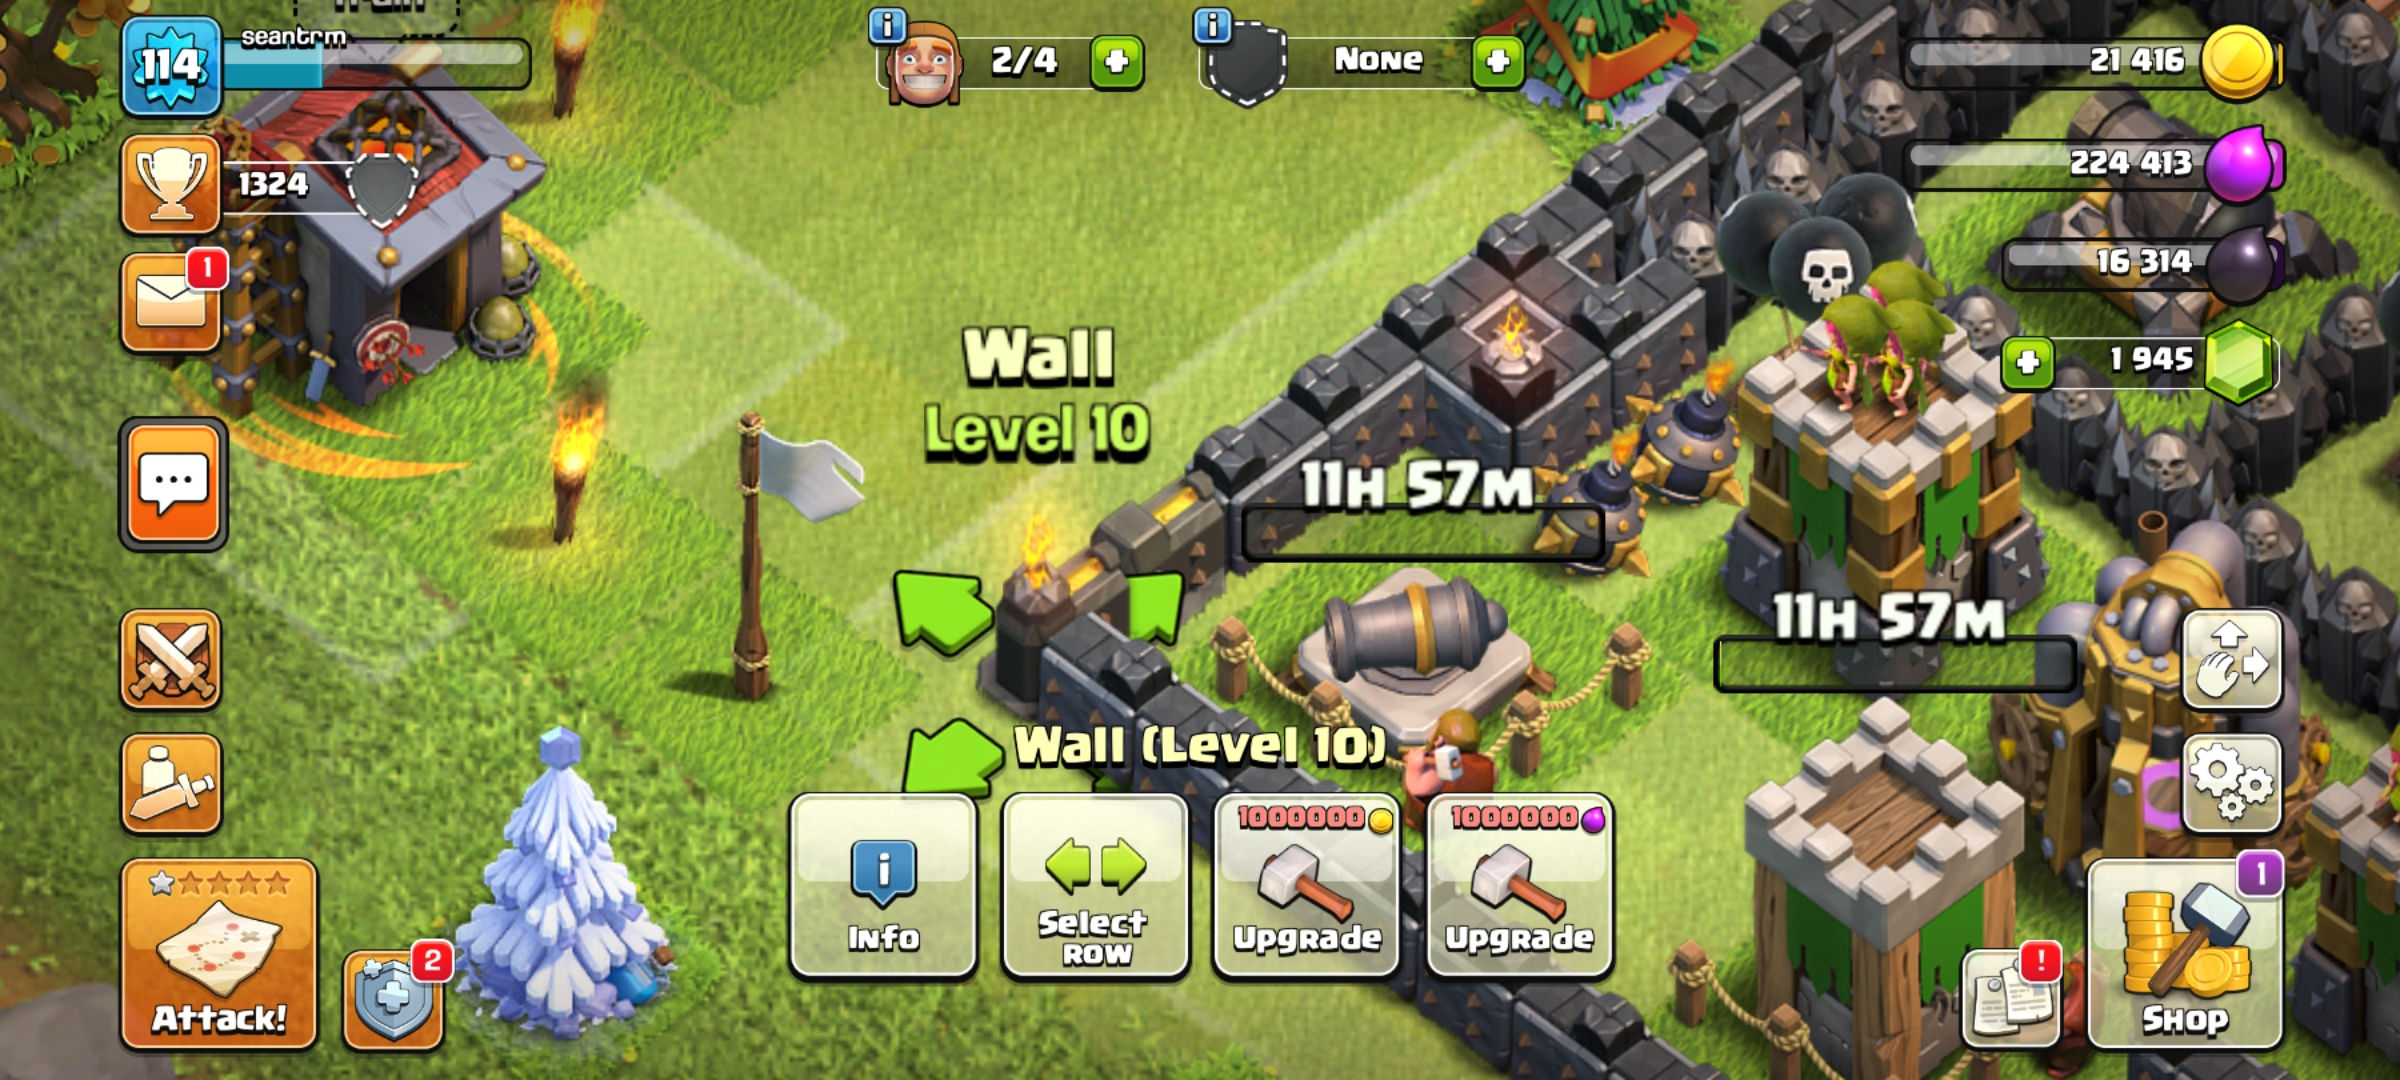 seantrm
114
2/4
None
21 416
224 413
1324
16 314
1
1 945
Wall
Level 10
11H 57M
11H 57M
Wall (Level 10)
1000000
1000000
Info
Select
Row
Upgrade
Upgrade
1
2
!
Attack!
Shop